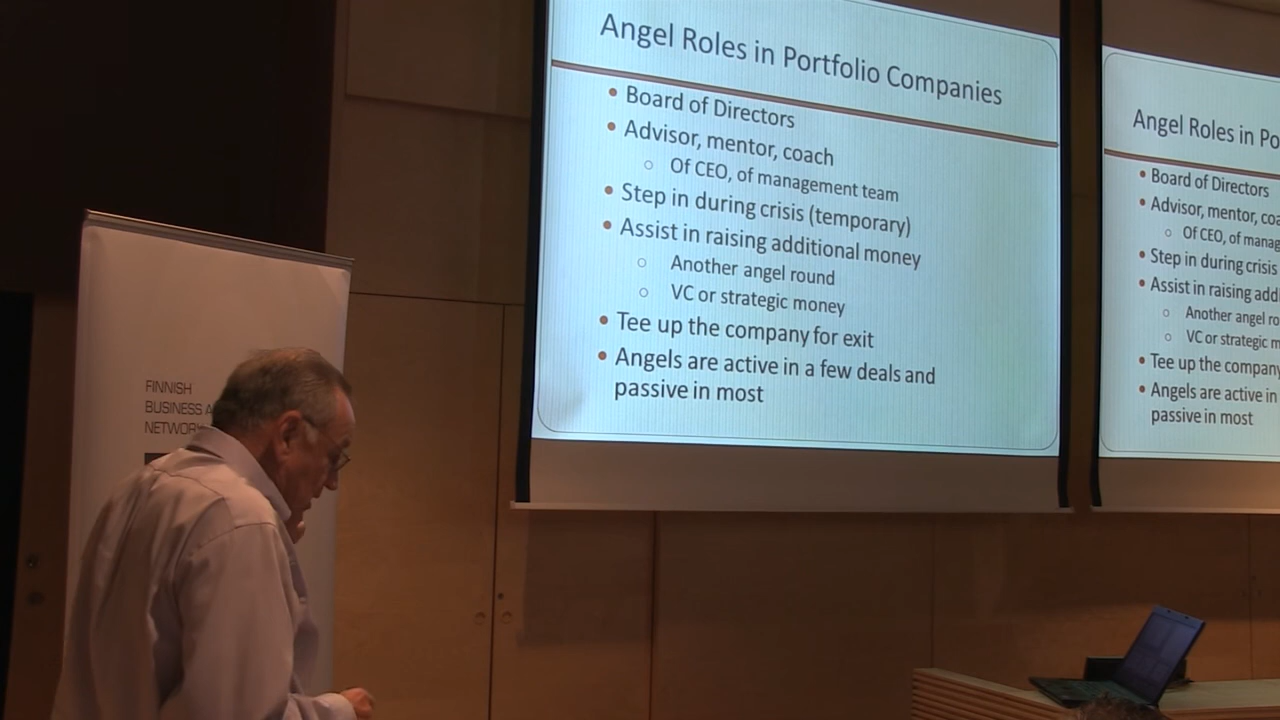 Angel Roles in Portfolio Companies
• Board of Directors
• Advisor, mentor, coach
○ Of CEO, of management team
• Step in during crisis (temporary)
• Assist in raising additional money
○ Another angel round
○ VC or strategic money
• Tee up the company for exit
• Angels are active in a few deals and
passive in most
Angel Roles in Po
• Board of Directors
• Advisor, mentor, coa
○ Of CEO, of manag
• Step in during crisis
• Assist in raising add
○ Another angel ro
○ VC or strategic m
• Tee up the company
• Angels are active in
passive in most
FINNISH
BUSINESS A
NETWORK